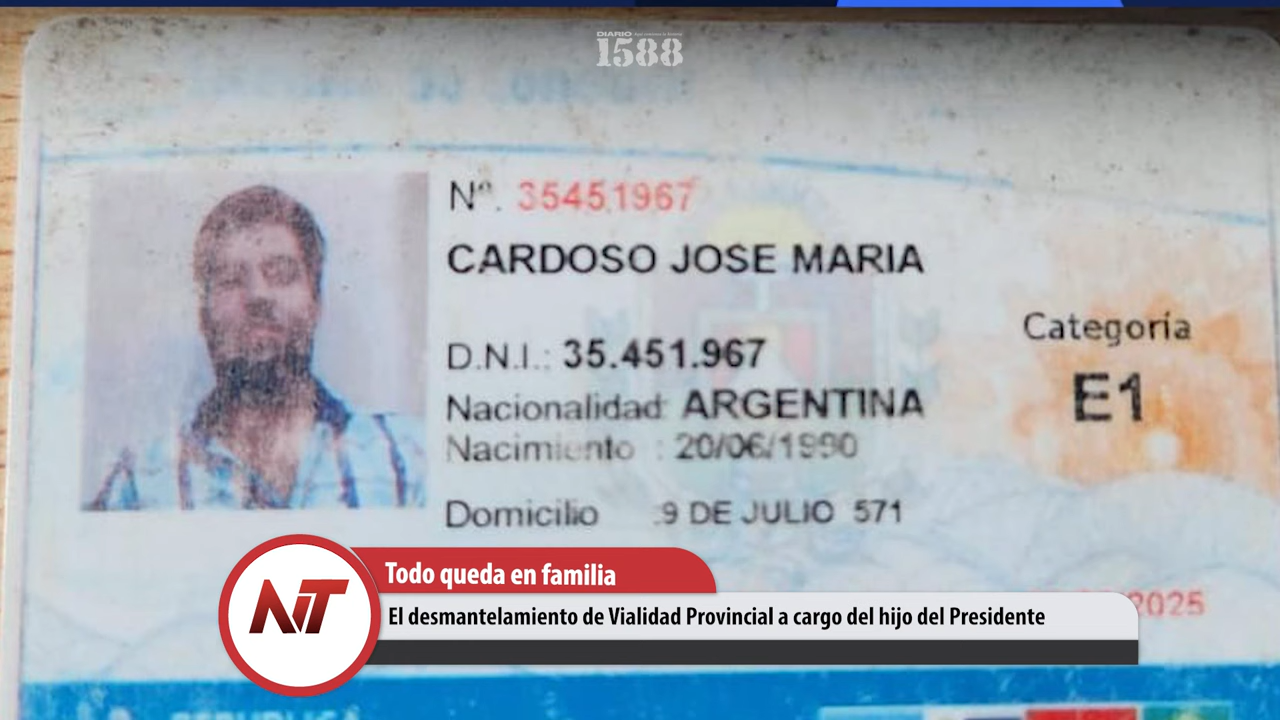 DIARIO
1588
Nº. 35451967
CARDOSO JOSE MARIA
D.N.I.: 35.451.967
Categoría
E1
Nacionalidad: ARGENTINA
Nacimiento : 20/06/1990
Domicilio :9 DE JULIO 571
2025
NT
Todo queda en familia
El desmantelamiento de Vialidad Provincial a cargo del hijo del Presidente